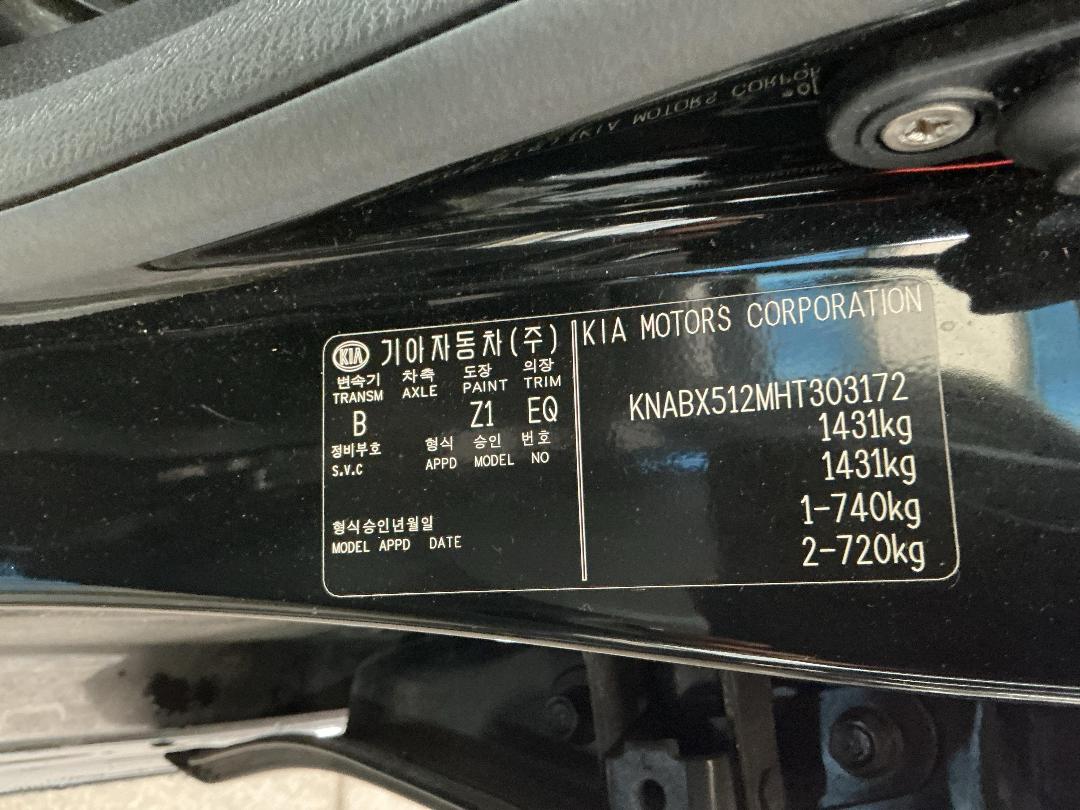 KIA 기아자동차(주)
변속기 차축 도장 의장
TRANSM AXLE PAINT TRIM
B Z1 EQ
정비부호 형식 승인 번호
S.V.C APPD MODEL NO
형식승인년월일
MODEL APPD DATE
KIA MOTORS CORPORATION
KNABX512MHT303172
1431kg
1431kg
1-740kg
2-720kg